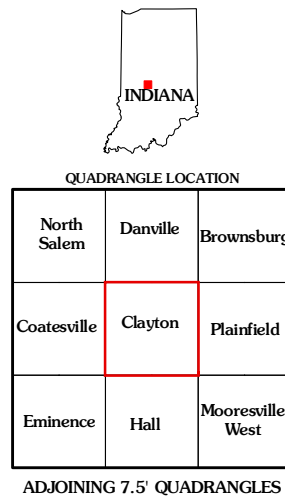 INDIANA
QUADRANGLE LOCATION
North
Salem
Danville
Brownsburg
Coatesville
Clayton
Plainfield
Eminence
Hall
Mooresville
West
ADJOINING 7.5' QUADRANGLES